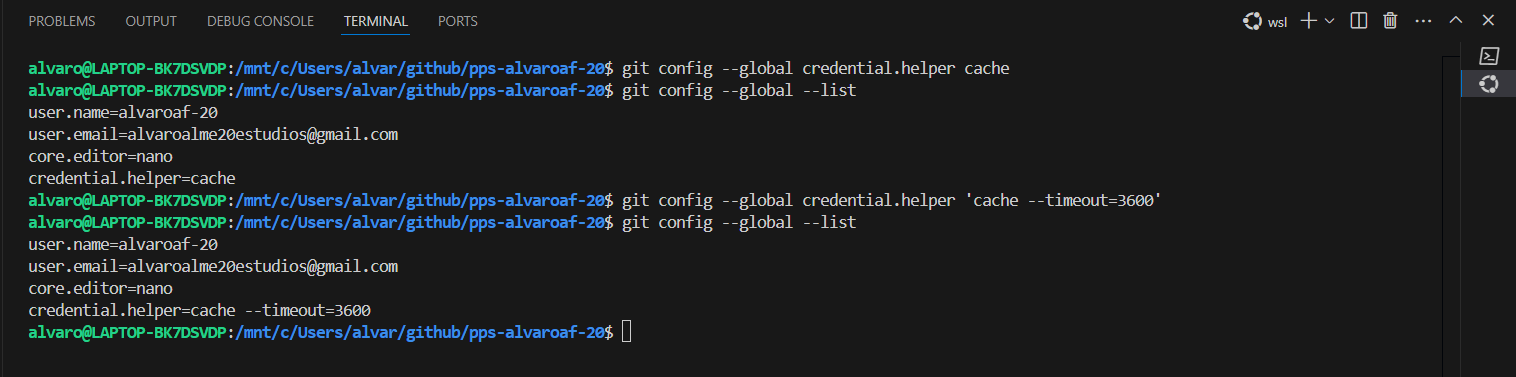 PROBLEMS OUTPUT DEBUG CONSOLE TERMINAL PORTS wsl
alvaro@LAPTOP-BK7DSVDP:/mnt/c/Users/alvar/github/pps-alvaroaf-20$ git config --global credential.helper cache
alvaro@LAPTOP-BK7DSVDP:/mnt/c/Users/alvar/github/pps-alvaroaf-20$ git config --global --list
user.name=alvaroaf-20
user.email=alvaroalme20estudios@gmail.com
core.editor=nano
credential.helper=cache
alvaro@LAPTOP-BK7DSVDP:/mnt/c/Users/alvar/github/pps-alvaroaf-20$ git config --global credential.helper 'cache --timeout=3600'
alvaro@LAPTOP-BK7DSVDP:/mnt/c/Users/alvar/github/pps-alvaroaf-20$ git config --global --list
user.name=alvaroaf-20
user.email=alvaroalme20estudios@gmail.com
core.editor=nano
credential.helper=cache --timeout=3600
alvaro@LAPTOP-BK7DSVDP:/mnt/c/Users/alvar/github/pps-alvaroaf-20$